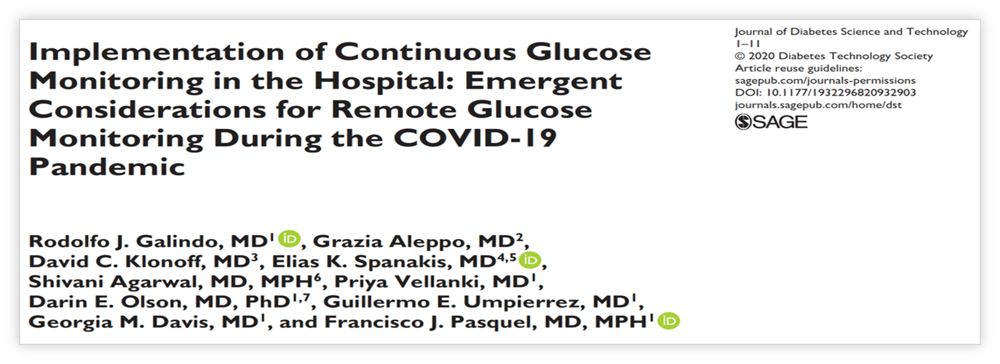 Implementation of Continuous Glucose
Monitoring in the Hospital: Emergent
Considerations for Remote Glucose
Monitoring During the COVID-19
Pandemic
Journal of Diabetes Science and Technology
1–11
© 2020 Diabetes Technology Society
Article reuse guidelines:
sagepub.com/journals-permissions
DOI: 10.1177/1932296820932903
journals.sagepub.com/home/dst
SAGE
Rodolfo J. Galindo, MD¹ iD, Grazia Aleppo, MD²,
David C. Klonoff, MD³, Elias K. Spanakis, MD⁴,⁵ iD,
Shivani Agarwal, MD, MPH⁶, Priya Vellanki, MD¹,
Darin E. Olson, MD, PhD¹,⁷, Guillermo E. Umpierrez, MD¹,
Georgia M. Davis, MD¹, and Francisco J. Pasquel, MD, MPH¹ iD